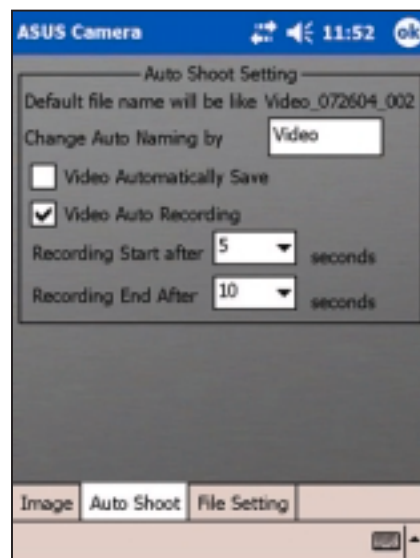 ASUS Camera 11:52 ok
Auto Shoot Setting
Default file name will be like Video_072604_002
Change Auto Naming by Video
Video Automatically Save
Video Auto Recording
Recording Start after 5 seconds
Recording End After 10 seconds
Image Auto Shoot File Setting